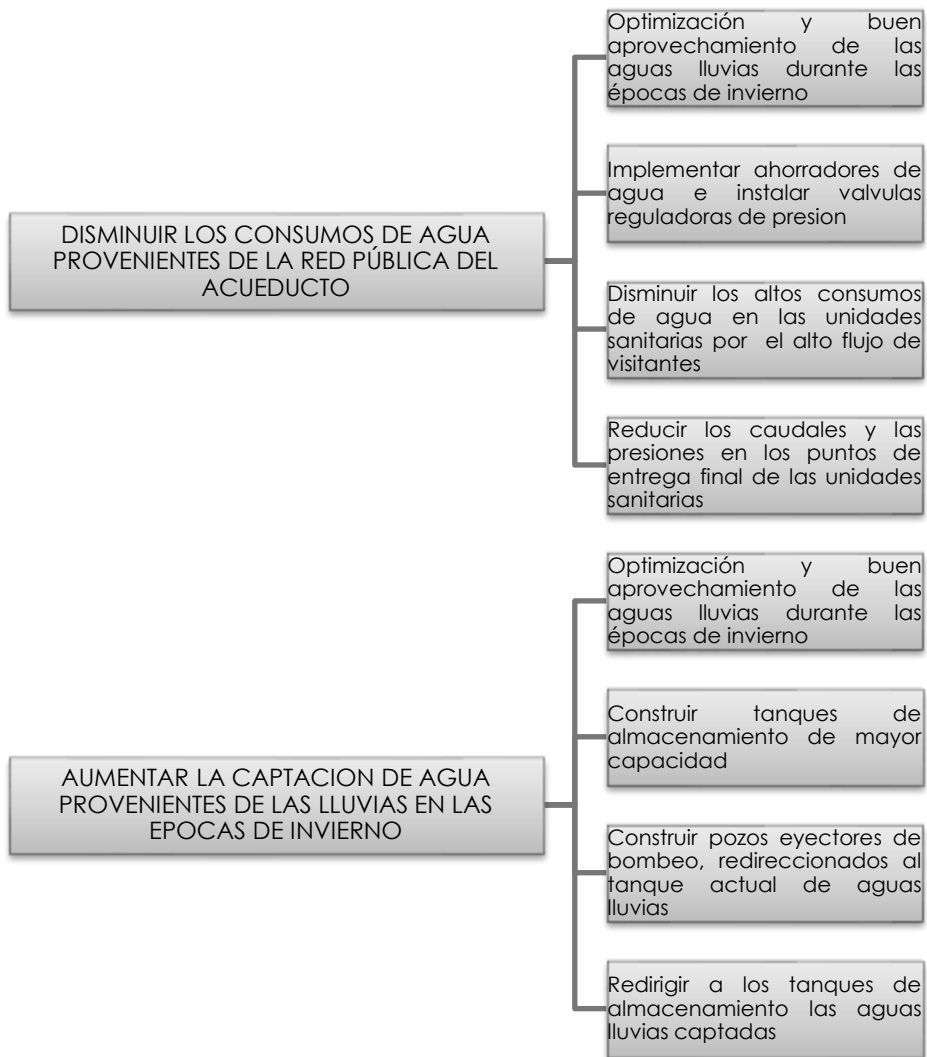 Optimización y buen
aprovechamiento de las
aguas lluvias durante las
épocas de invierno
Implementar ahorradores de
agua e instalar valvulas
reguladoras de presion
DISMINUIR LOS CONSUMOS DE AGUA
PROVENIENTES DE LA RED PÚBLICA DEL
ACUEDUCTO
Disminuir los altos consumos
de agua en las unidades
sanitarias por el alto flujo de
visitantes
Reducir los caudales y las
presiones en los puntos de
entrega final de las unidades
sanitarias
Optimización y buen
aprovechamiento de las
aguas lluvias durante las
épocas de invierno
Construir tanques de
almacenamiento de mayor
capacidad
AUMENTAR LA CAPTACION DE AGUA
PROVENIENTES DE LAS LLUVIAS EN LAS
EPOCAS DE INVIERNO
Construir pozos eyectores de
bombeo, redireccionados al
tanque actual de aguas
lluvias
Redirigir a los tanques de
almacenamiento las aguas
lluvias captadas